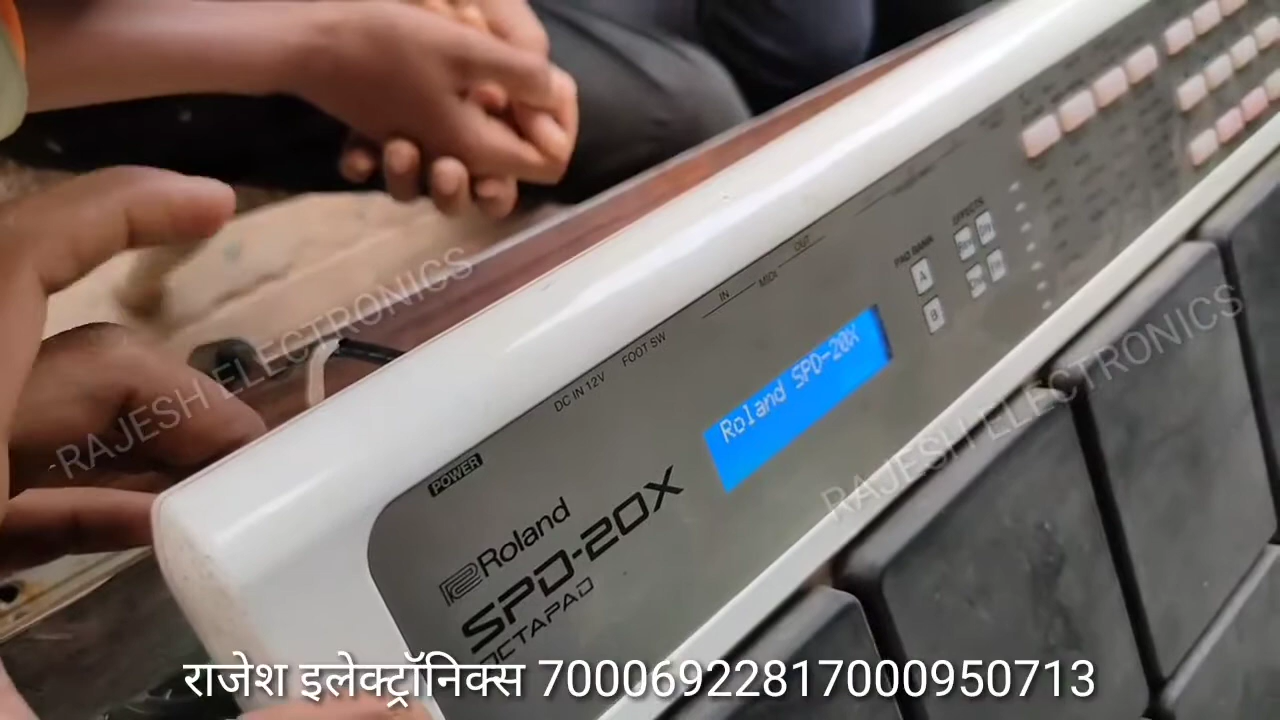 RAJESH ELECTRONICS
RAJESH ELECTRONICS
OUT
MIDI
IN
FOOT SW
DC IN 12V
POWER
PAD BANK
EFFECTS
A
B
Roland SPD-20X
Roland
SPD-20X
OCTAPAD
राजेश इलेक्ट्रॉनिक्स 70006922817000950713